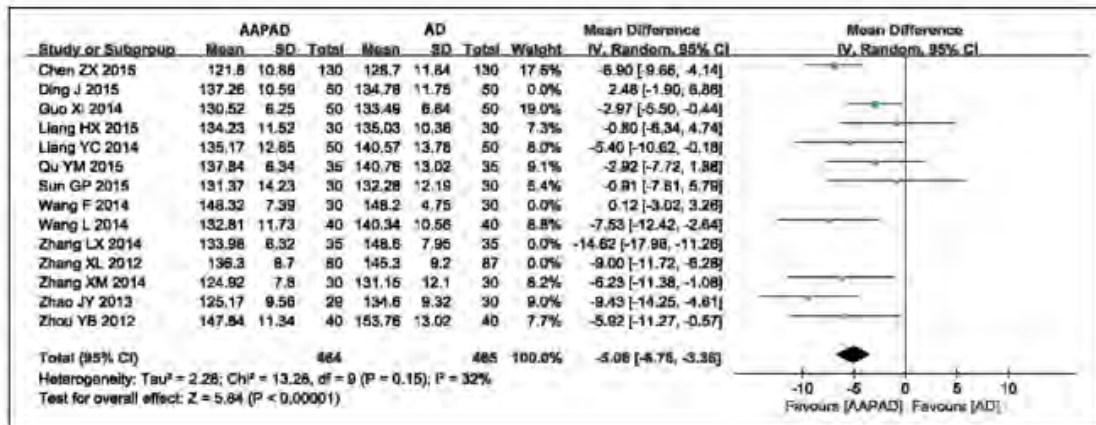 AAPAD AD Mean Difference Mean Difference
Study or Subgroup Mean SD Total Mean SD Total Weight IV, Random, 95% CI IV, Random, 95% CI
Chen ZX 2015 121.8 10.86 130 128.7 11.84 130 17.6% -6.90 [-9.66, -4.14]
Ding J 2015 137.26 10.59 50 134.78 11.75 50 0.0% 2.48 [-1.90, 6.86]
Guo Xi 2014 130.52 6.25 50 133.49 6.64 50 19.0% -2.97 [-5.50, -0.44]
Liang HX 2015 134.23 11.52 30 135.03 10.36 30 7.3% -0.80 [-6.34, 4.74]
Liang YC 2014 135.17 12.85 50 140.57 13.78 50 8.0% -5.40 [-10.62, -0.18]
Qu YM 2015 137.84 6.34 35 140.76 13.02 35 9.1% -2.92 [-7.72, 1.88]
Sun GP 2015 131.37 14.23 30 132.28 12.19 30 5.4% -0.91 [-7.61, 5.79]
Wang F 2014 148.32 7.39 30 148.2 4.75 30 0.0% 0.12 [-3.02, 3.26]
Wang L 2014 132.81 11.73 40 140.34 10.56 40 8.8% -7.53 [-12.42, -2.64]
Zhang LX 2014 133.98 6.32 35 148.6 7.95 35 0.0% -14.62 [-17.98, -11.26]
Zhang XL 2012 136.3 8.7 80 145.3 9.2 87 0.0% -9.00 [-11.72, -6.28]
Zhang XM 2014 124.92 7.8 30 131.15 12.1 30 8.2% -6.23 [-11.38, -1.08]
Zhao JY 2013 125.17 9.56 29 134.6 9.32 30 9.0% -9.43 [-14.25, -4.61]
Zhou YB 2012 147.84 11.34 40 153.76 13.02 40 7.7% -5.92 [-11.27, -0.57]
Total (95% CI) 464 465 100.0% -5.06 [-6.76, -3.36]
Heterogeneity: Tau² = 2.28; Chi² = 13.26, df = 9 (P = 0.15); I² = 32%
Test for overall effect: Z = 5.84 (P < 0.00001)
-10 -5 0 5 10
Favours [AAPAD] Favours [AD]